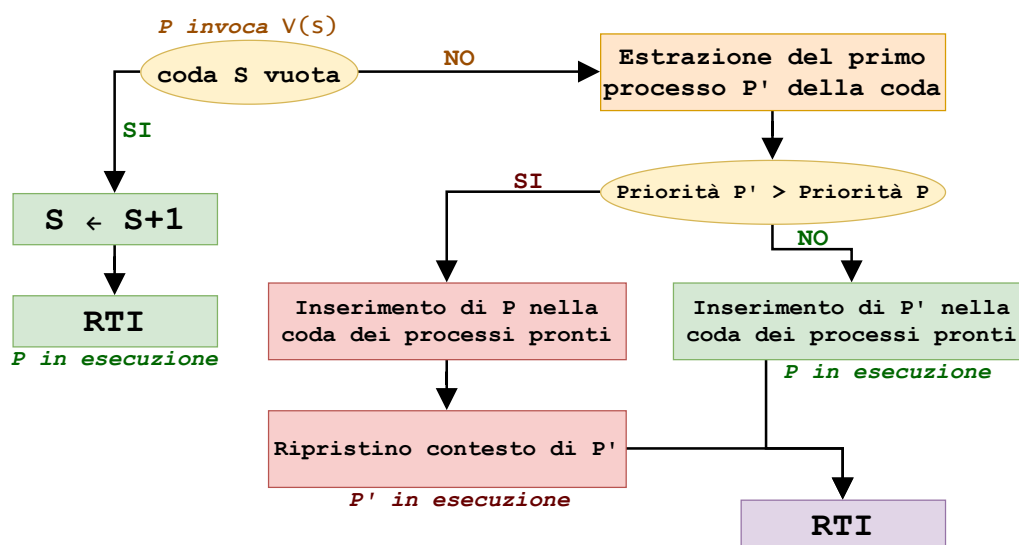 P invoca V(s)
coda S vuota
NO
Estrazione del primo
processo P' della coda
SI
SI
Priorità P' > Priorità P
S ← S+1
NO
Inserimento di P nella
coda dei processi pronti
Inserimento di P' nella
coda dei processi pronti
RTI
P in esecuzione
P in esecuzione
Ripristino contesto di P'
P' in esecuzione
RTI